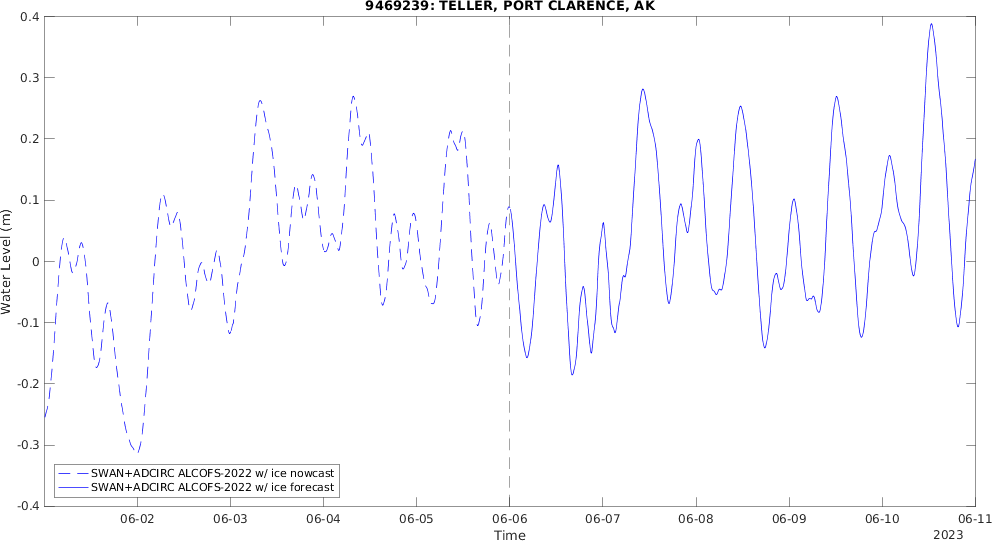 9469239: TELLER, PORT CLARENCE, AK
0.4
0.3
0.2
0.1
0
-0.1
-0.2
-0.3
-0.4
Water Level (m)
SWAN+ADCIRC ALCOFS-2022 w/ ice nowcast
SWAN+ADCIRC ALCOFS-2022 w/ ice forecast
06-02 06-03 06-04 06-05 06-06 06-07 06-08 06-09 06-10 06-11
Time
2023